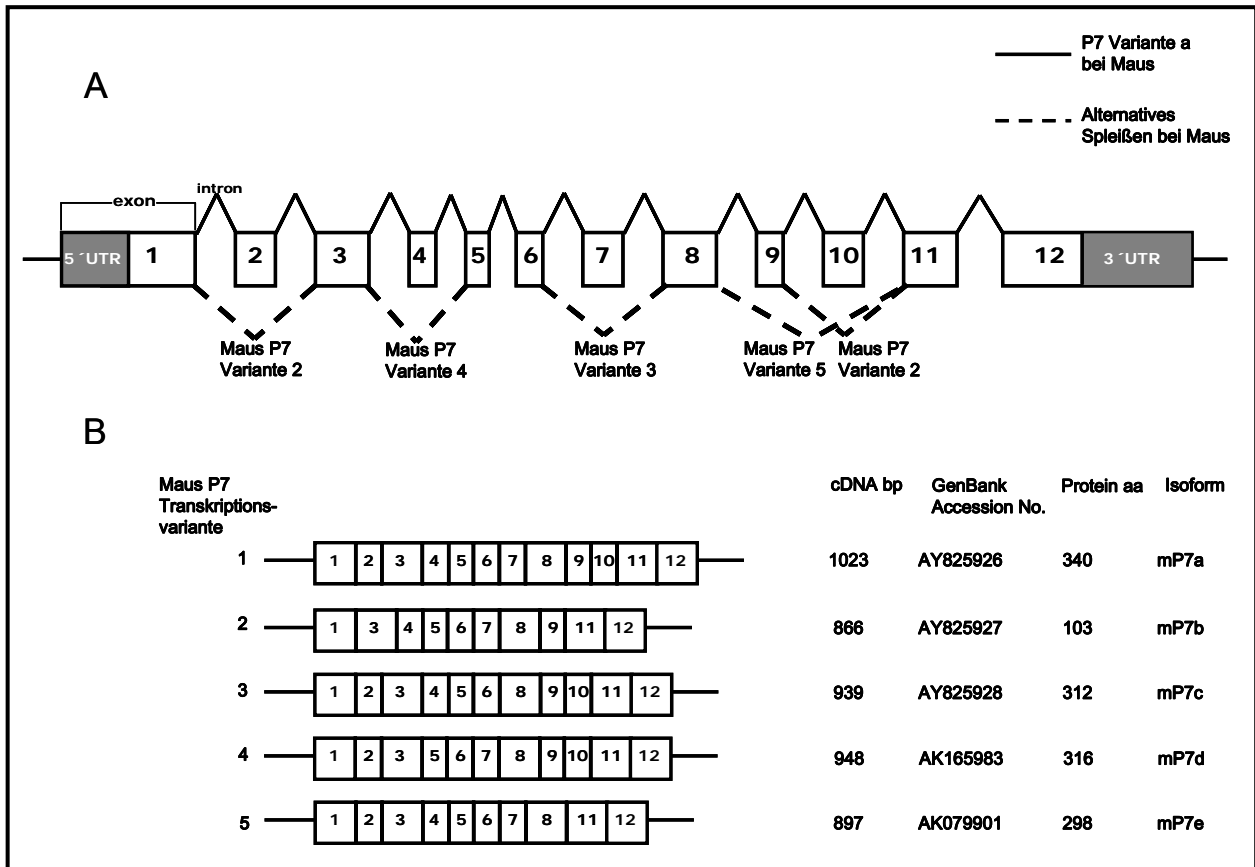 A
P7 Variante a
bei Maus
Alternatives
Spleißen bei Maus
exon
intron
5 ´UTR
1
2
3
4
5
6
7
8
9
10
11
12
3 ´UTR
Maus P7
Variante 2
Maus P7
Variante 4
Maus P7
Variante 3
Maus P7
Variante 5
Maus P7
Variante 2
B
Maus P7
Transkriptions-
variante
cDNA bp
GenBank
Accession No.
Protein aa
Isoform
1 1 2 3 4 5 6 7 8 9 10 11 12 1023 AY825926 340 mP7a
2 1 3 4 5 6 7 8 9 11 12 866 AY825927 103 mP7b
3 1 2 3 4 5 6 8 9 10 11 12 939 AY825928 312 mP7c
4 1 2 3 5 6 7 8 9 10 11 12 948 AK165983 316 mP7d
5 1 2 3 4 5 6 7 8 11 12 897 AK079901 298 mP7e